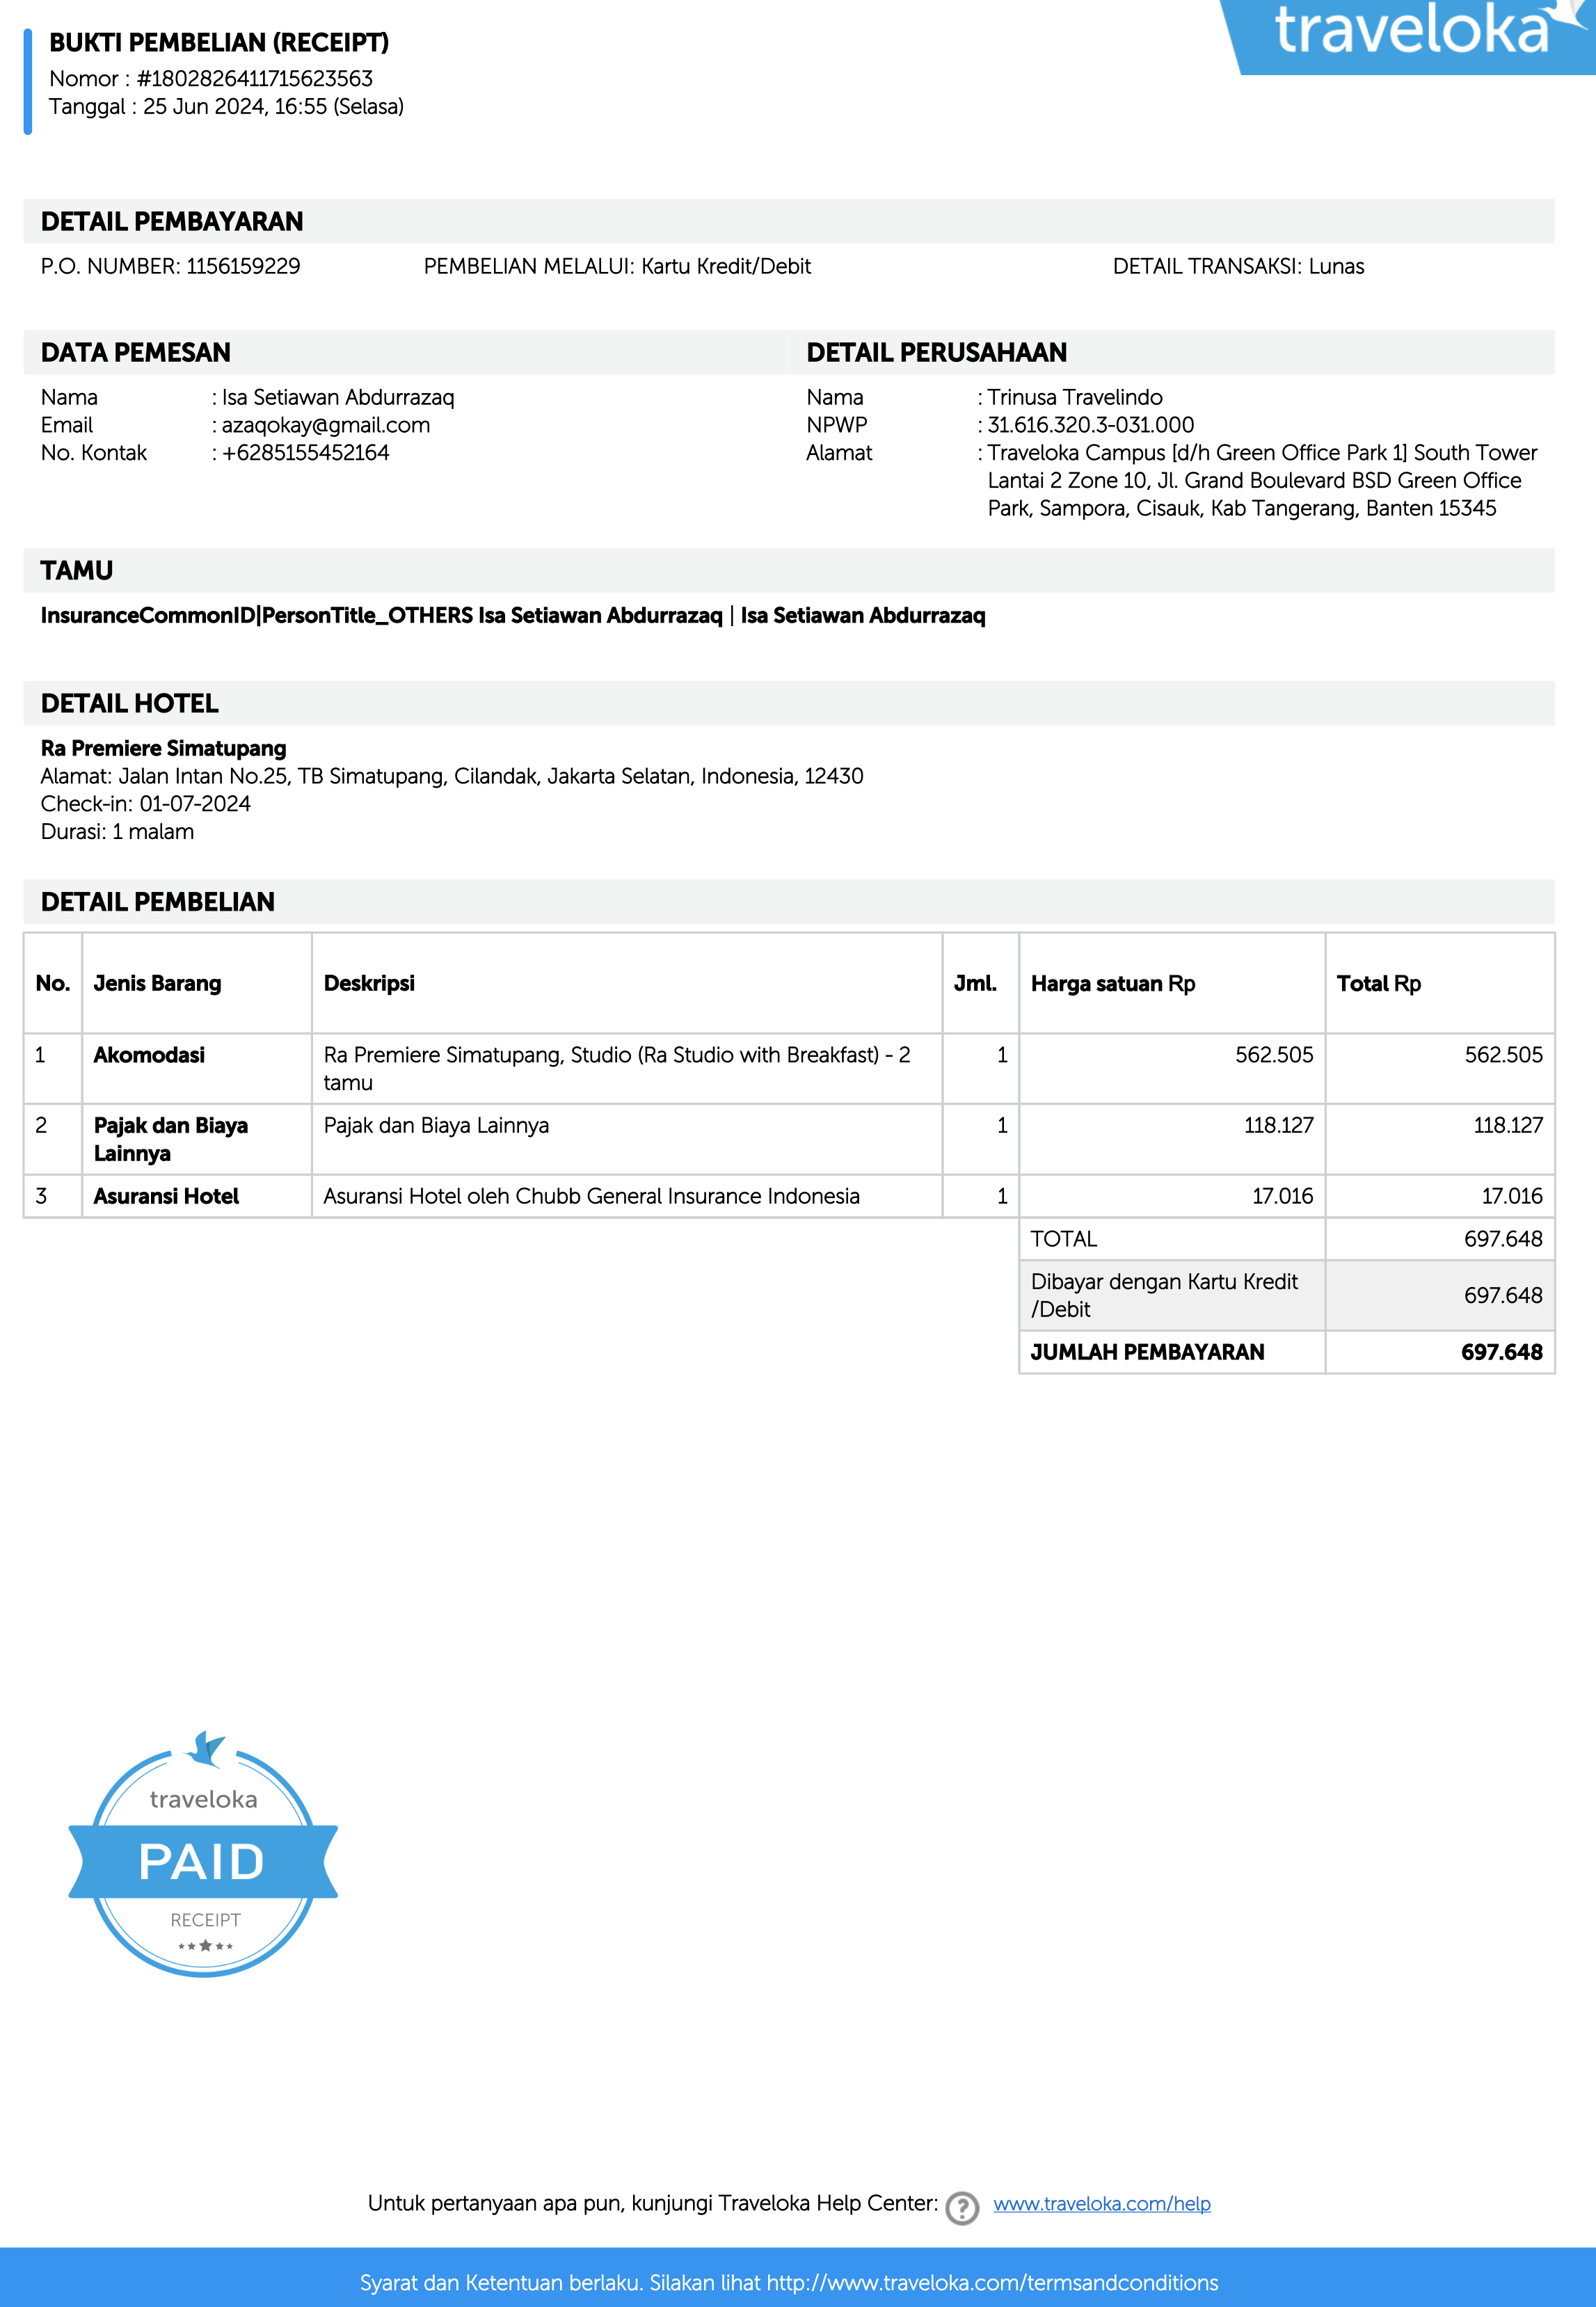 traveloka
BUKTI PEMBELIAN (RECEIPT)
Nomor : #1802826411715623563
Tanggal : 25 Jun 2024, 16:55 (Selasa)
DETAIL PEMBAYARAN
P.O. NUMBER: 1156159229 PEMBELIAN MELALUI: Kartu Kredit/Debit DETAIL TRANSAKSI: Lunas
DATA PEMESAN
Nama : Isa Setiawan Abdurrazaq
Email : azaqokay@gmail.com
No. Kontak : +6285155452164
DETAIL PERUSAHAAN
Nama : Trinusa Travelindo
NPWP : 31.616.320.3-031.000
Alamat : Traveloka Campus [d/h Green Office Park 1] South Tower
Lantai 2 Zone 10, Jl. Grand Boulevard BSD Green Office
Park, Sampora, Cisauk, Kab Tangerang, Banten 15345
TAMU
InsuranceCommonID|PersonTitle_OTHERS Isa Setiawan Abdurrazaq | Isa Setiawan Abdurrazaq
DETAIL HOTEL
Ra Premiere Simatupang
Alamat: Jalan Intan No.25, TB Simatupang, Cilandak, Jakarta Selatan, Indonesia, 12430
Check-in: 01-07-2024
Durasi: 1 malam
DETAIL PEMBELIAN
No. Jenis Barang Deskripsi Jml. Harga satuan Rp Total Rp
1 Akomodasi Ra Premiere Simatupang, Studio (Ra Studio with Breakfast) - 2 1 562.505 562.505
tamu
2 Pajak dan Biaya Pajak dan Biaya Lainnya 1 118.127 118.127
Lainnya
3 Asuransi Hotel Asuransi Hotel oleh Chubb General Insurance Indonesia 1 17.016 17.016
TOTAL 697.648
Dibayar dengan Kartu Kredit
/Debit 697.648
JUMLAH PEMBAYARAN 697.648
traveloka
PAID
RECEIPT
Untuk pertanyaan apa pun, kunjungi Traveloka Help Center: ? www.traveloka.com/help
Syarat dan Ketentuan berlaku. Silakan lihat http://www.traveloka.com/termsandconditions